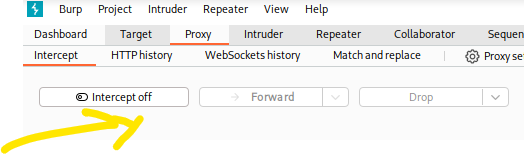 Burp Project Intruder Repeater View Help
Dashboard Target Proxy Intruder Repeater Collaborator Sequence
Intercept HTTP history WebSockets history Match and replace Proxy se
Intercept off Forward Drop